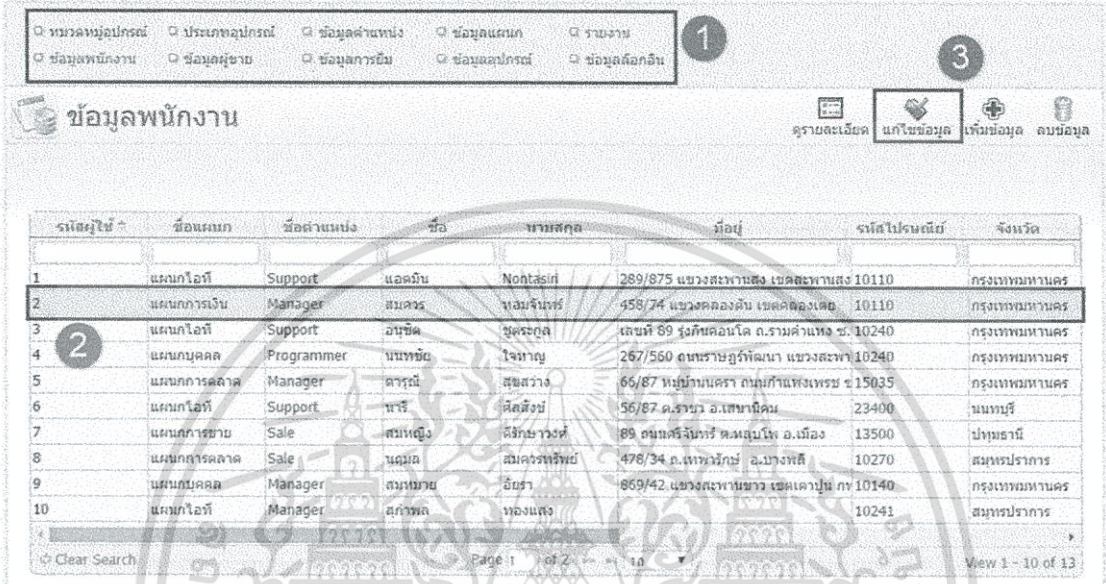 หมวดหมู่อุปกรณ์ ประเภทอุปกรณ์ ข้อมูลตำแหน่ง ข้อมูลแผนก รายงาน
ข้อมูลพนักงาน ข้อมูลผู้ขาย ข้อมูลการยืม ข้อมูลอุปกรณ์ ข้อมูลล๊อกอิน
1
3
ข้อมูลพนักงาน
ดูรายละเอียด แก้ไขข้อมูล เพิ่มข้อมูล ลบข้อมูล
รหัสผู้ใช้ ชื่อแผนก ชื่อตำแหน่ง ชื่อ นามสกุล ที่อยู่ รหัสไปรษณีย์ จังหวัด
1 แผนกไอที Support แอดมิน Nontasiri 289/875 แขวงสะพานสูง เขตสะพานสูง 10110 กรุงเทพมหานคร
2 แผนกการเงิน Manager สมควร หอมจันทร์ 458/74 แขวงคลองตัน เขตคลองเตย 10110 กรุงเทพมหานคร
3 แผนกไอที Support อนุชิต ชูตระกูล เลขที่ 89 รุ่งกินคอนโด ถ.รามคำแหง ซ. 10240 กรุงเทพมหานคร
2
4 แผนกบุคคล Programmer นนทชัย ใจหาญ 267/560 ถนนราษฎร์พัฒนา แขวงสะพา 10240 กรุงเทพมหานคร
5 แผนกการตลาด Manager ดารุณี สุขสว่าง 66/87 หมู่บ้านนครา ถนนกำแพงเพรช 15035 กรุงเทพมหานคร
6 แผนกไอที Support นารี 56/87 ต.ราชา อ.เสนานิคม 23400 นนทบุรี
7 แผนกการขาย Sale สมหญิง ดีรักษาวงศ์ 89 ถนนศรีจันทร์ ต.หลุบโพ อ.เมือง 13500 ปทุมธานี
8 แผนกการตลาด Sale นฤมล สมควรทรัพย์ 478/34 ถ.เทพารักษ์ อ.บางพลี 10270 สมุทรปราการ
9 แผนกบุคคล Manager สมหมาย อัยรา 869/42 แขวงสะพานขาว เขตเตาปูน กท 10140 กรุงเทพมหานคร
10 แผนกไอที Manager สุภาพล ทองแสง 10241 สมุทรปราการ
Clear Search Page 1 of 2 10 View 1 - 10 of 13